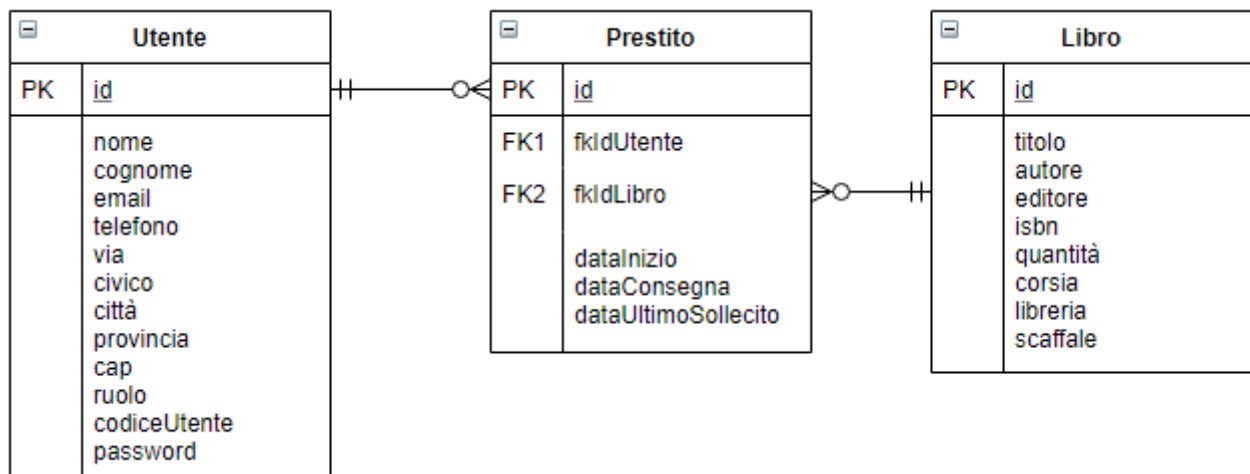 Utente
PK id
nome
cognome
email
telefono
via
civico
città
provincia
cap
ruolo
codiceUtente
password
Prestito
PK id
FK1 fkIdUtente
FK2 fkIdLibro
dataInizio
dataConsegna
dataUltimoSollecito
Libro
PK id
titolo
autore
editore
isbn
quantità
corsia
libreria
scaffale